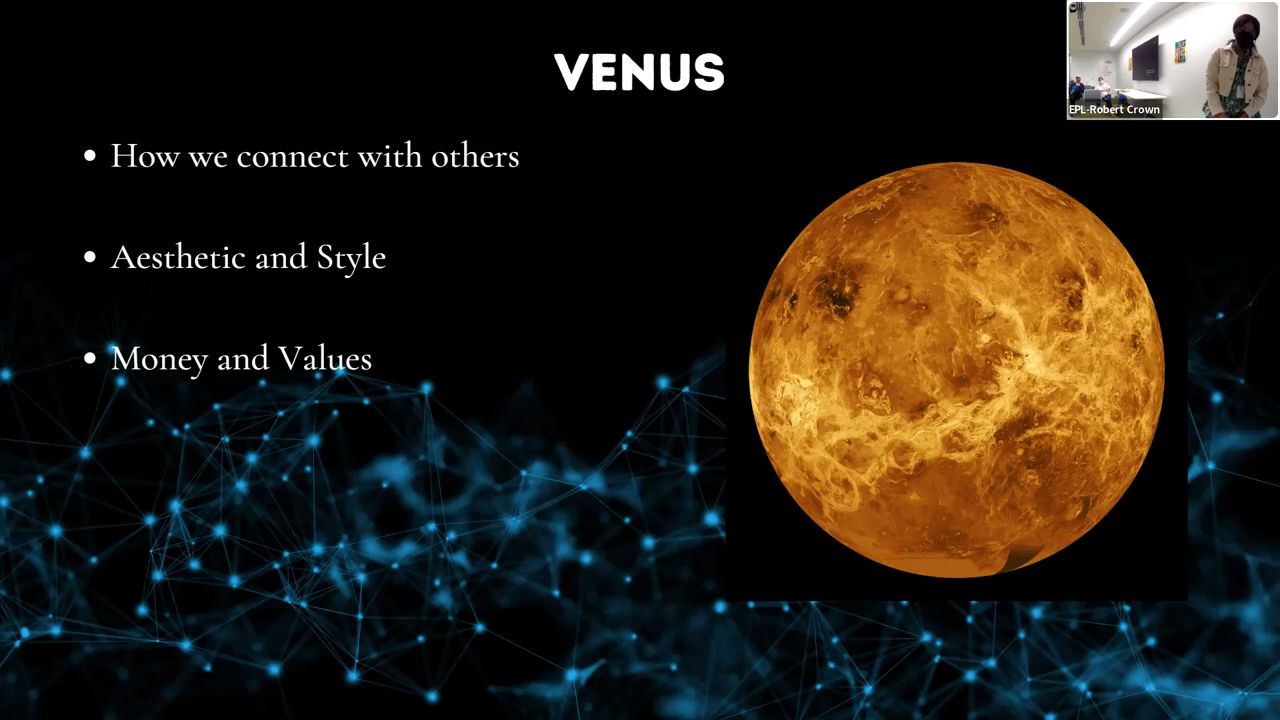 VENUS
How we connect with others
Aesthetic and Style
Money and Values
EPL-Robert Crown